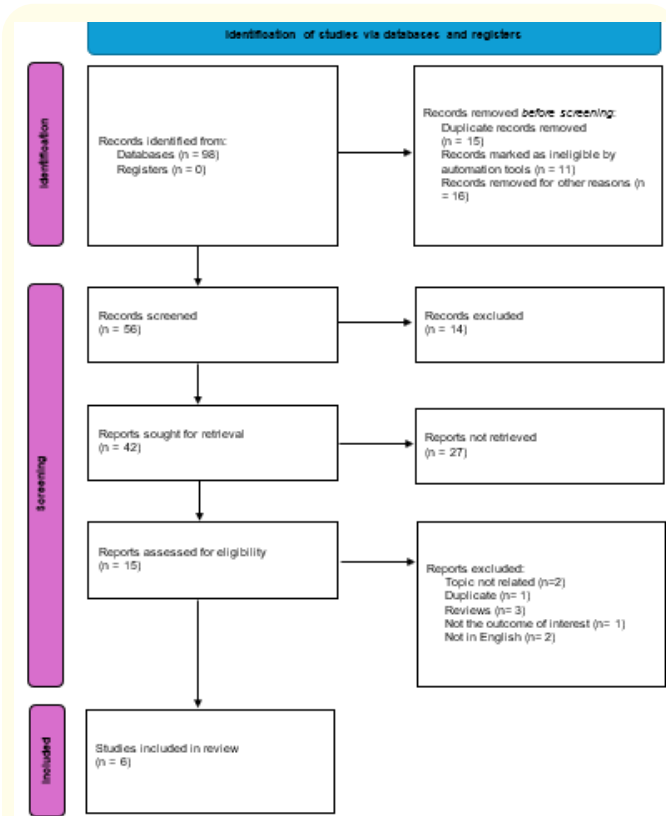 Identification of studies via databases and registers
Identification
Records identified from:
Databases (n = 98)
Registers (n = 0)
Records removed before screening:
Duplicate records removed
(n = 15)
Records marked as ineligible by
automation tools (n = 11)
Records removed for other reasons (n
= 16)
Screening
Records screened
(n = 56)
Records excluded
(n = 14)
Reports sought for retrieval
(n = 42)
Reports not retrieved
(n = 27)
Reports assessed for eligibility
(n = 15)
Reports excluded:
Topic not related (n=2)
Duplicate (n= 1)
Reviews (n= 3)
Not the outcome of interest (n= 1)
Not in English (n= 2)
Included
Studies included in review
(n = 6)